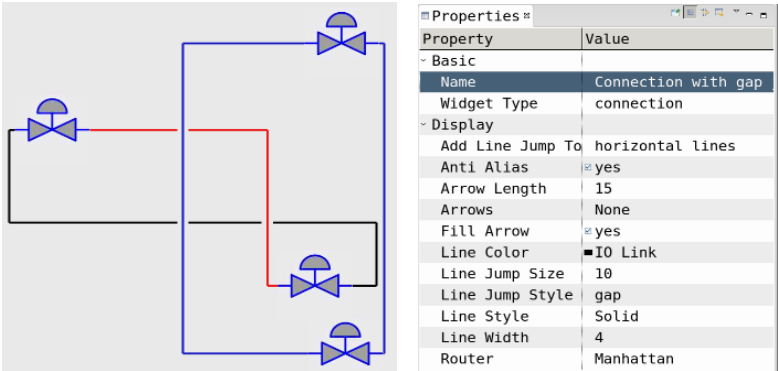 Properties
Property Value
Basic
Name Connection with gap
Widget Type connection
Display
Add Line Jump To horizontal lines
Anti Alias yes
Arrow Length 15
Arrows None
Fill Arrow yes
Line Color IO Link
Line Jump Size 10
Line Jump Style gap
Line Style Solid
Line Width 4
Router Manhattan